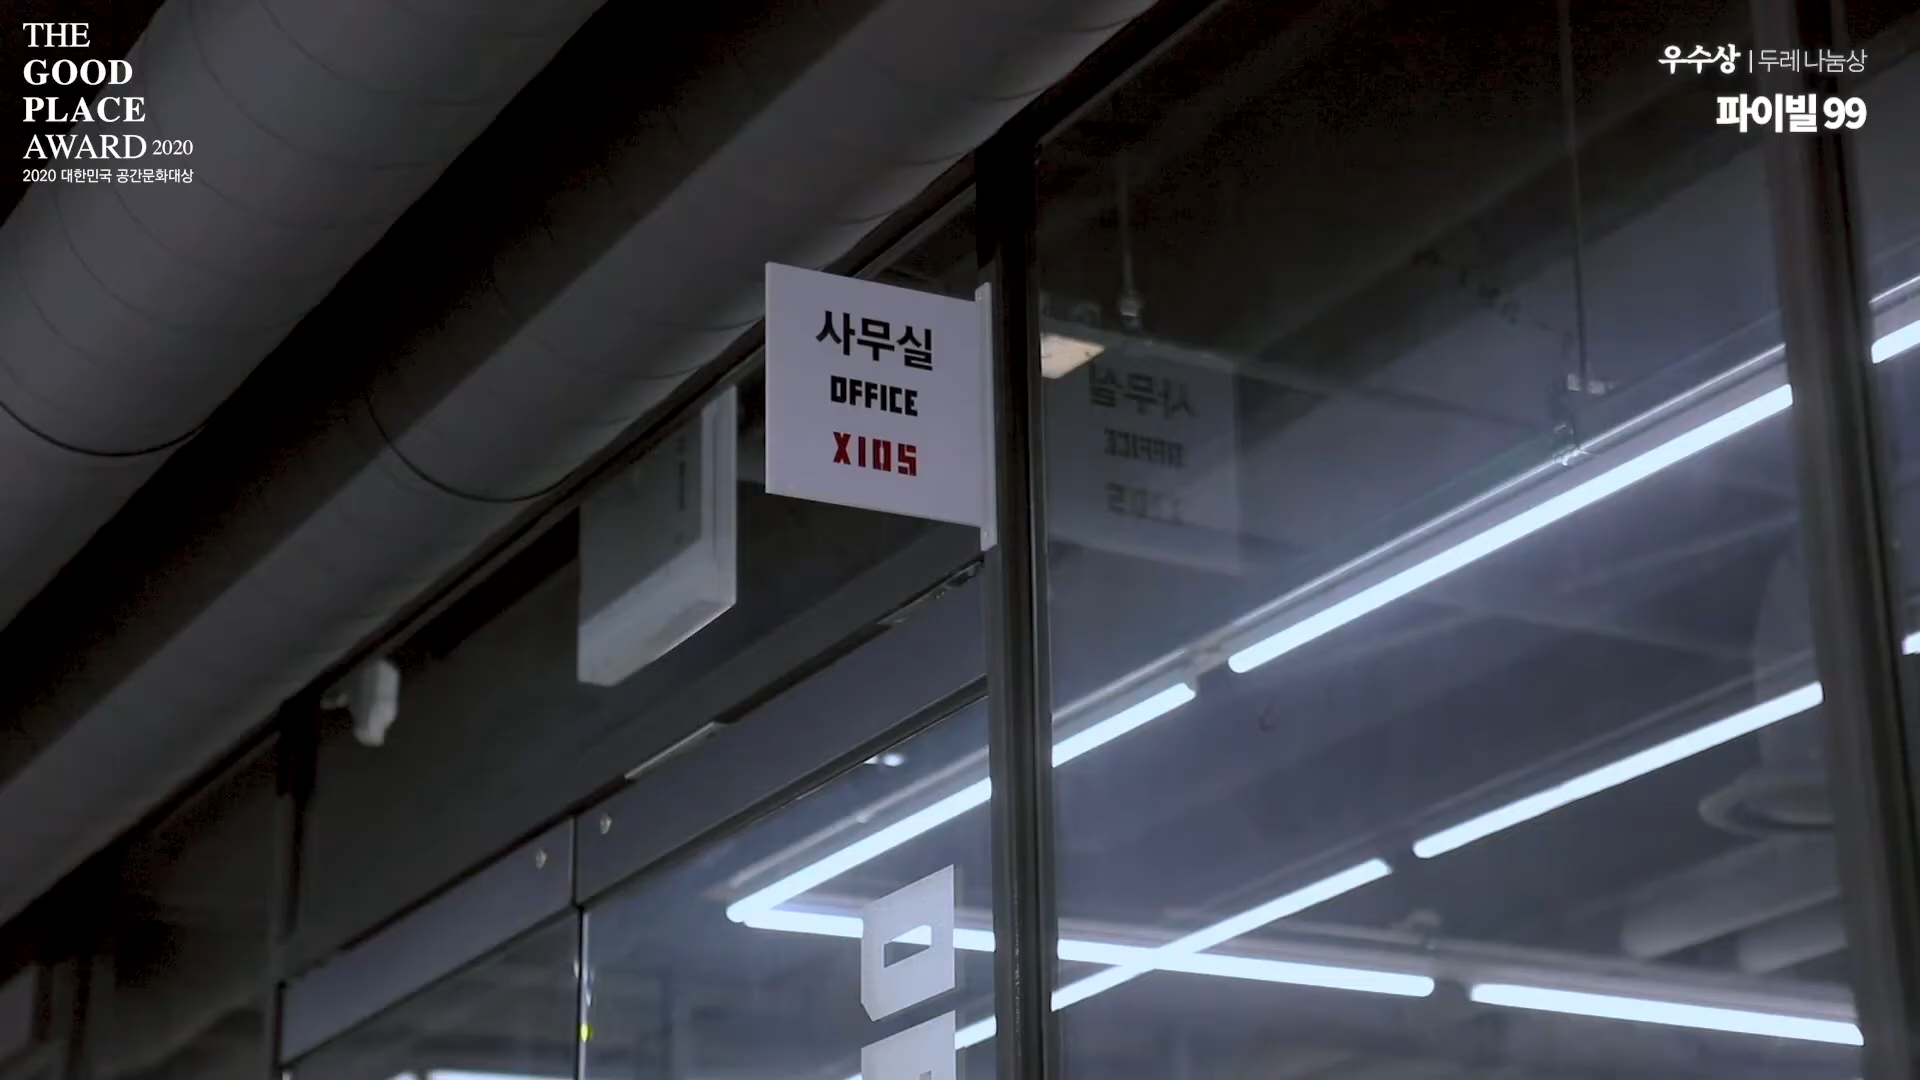 THE
GOOD
PLACE
AWARD 2020
2020 대한민국 공간문화대상
우수상 | 두레나눔상
파이빌 99
사무실
OFFICE
XIOS